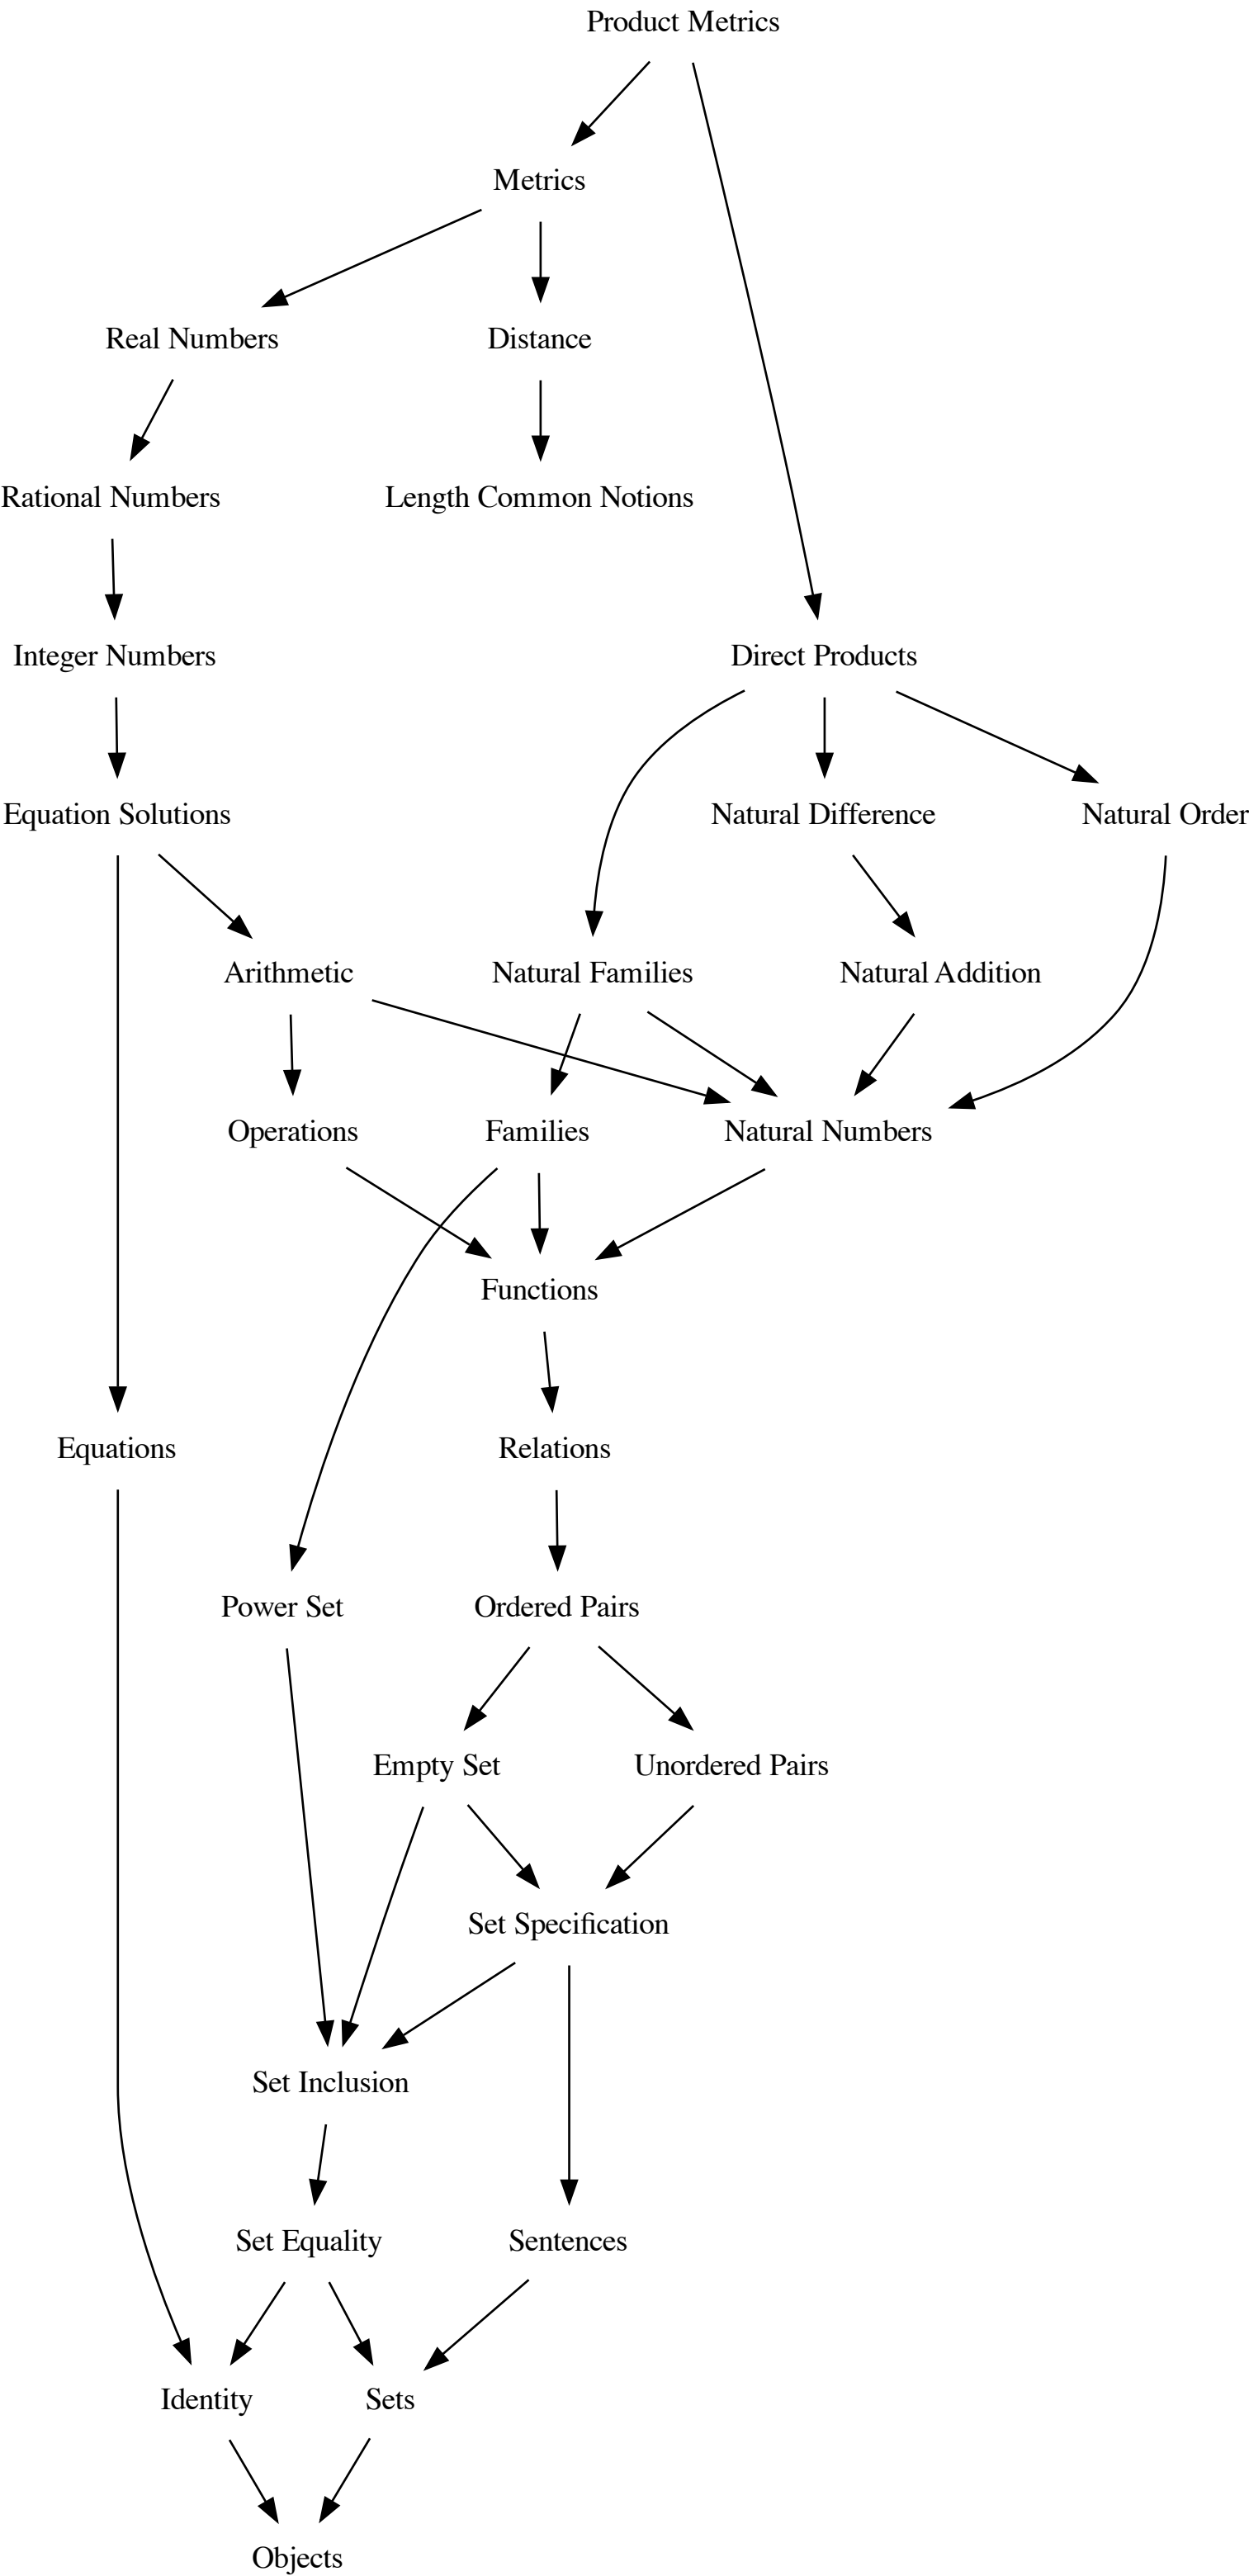 Product Metrics
Metrics
Real Numbers
Distance
Rational Numbers
Length Common Notions
Integer Numbers
Direct Products
Equation Solutions
Natural Difference
Natural Order
Arithmetic
Natural Families
Natural Addition
Operations
Families
Natural Numbers
Functions
Equations
Relations
Power Set
Ordered Pairs
Empty Set
Unordered Pairs
Set Specification
Set Inclusion
Set Equality
Sentences
Identity
Sets
Objects